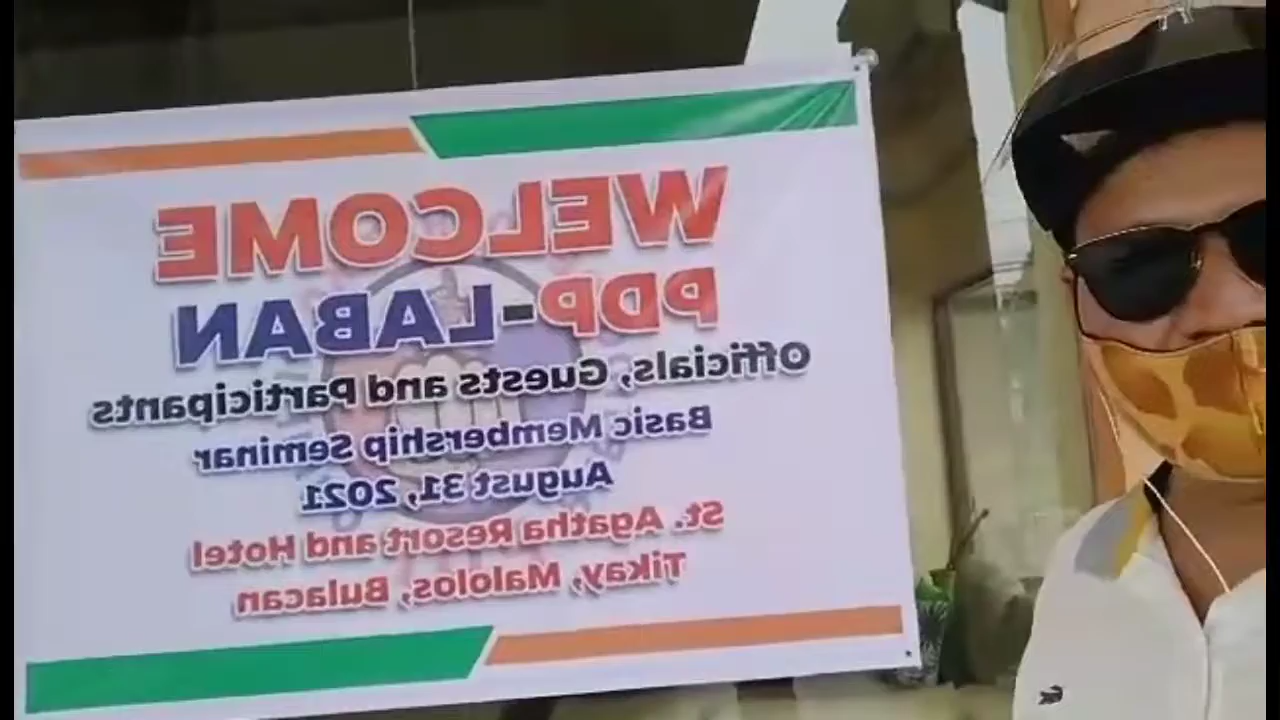 WELCOME
PDP-LABAN
Officials, Guests and Participants
Basic Membership Seminar
August 31, 2021
St. Agatha Resort and Hotel
Tikay, Malolos, Bulacan